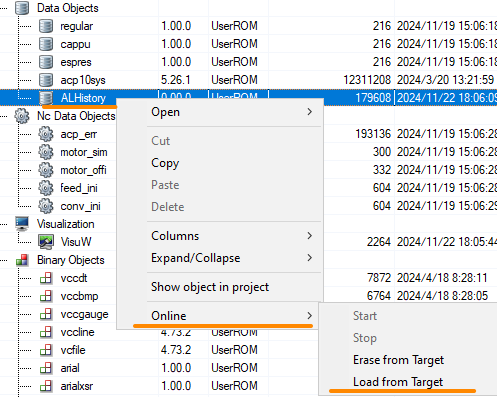 Data Objects
regular 1.00.0 UserROM 216 2024/11/19 15:06:18
cappu 1.00.0 UserROM 216 2024/11/19 15:06:18
espres 1.00.0 UserROM 216 2024/11/19 15:06:18
acp10sys 5.26.1 UserROM 12311208 2024/3/20 13:21:59
ALHistory 0.00.0 UserROM 179608 2024/11/22 18:06:09
Nc Data Objects
acp_err 193136 2024/11/19 15:06:28
motor_sim 300 2024/11/19 15:06:28
motor_offi 332 2024/11/19 15:06:28
feed_ini 604 2024/11/19 15:06:28
conv_ini 604 2024/11/19 15:06:29
Visualization
VisuW 2264 2024/11/22 18:05:44
Binary Objects
vccdt 7872 2024/4/18 8:28:11
vccbmp 6764 2024/4/18 8:28:05
vccgauge
vccline 4.73.2 UserROM
vcfile 4.73.2 UserROM
arial 1.00.0 UserROM
arialxsr 1.00.0 UserROM
Open
Cut
Copy
Paste
Delete
Columns
Expand/Collapse
Show object in project
Online
Start
Stop
Erase from Target
Load from Target